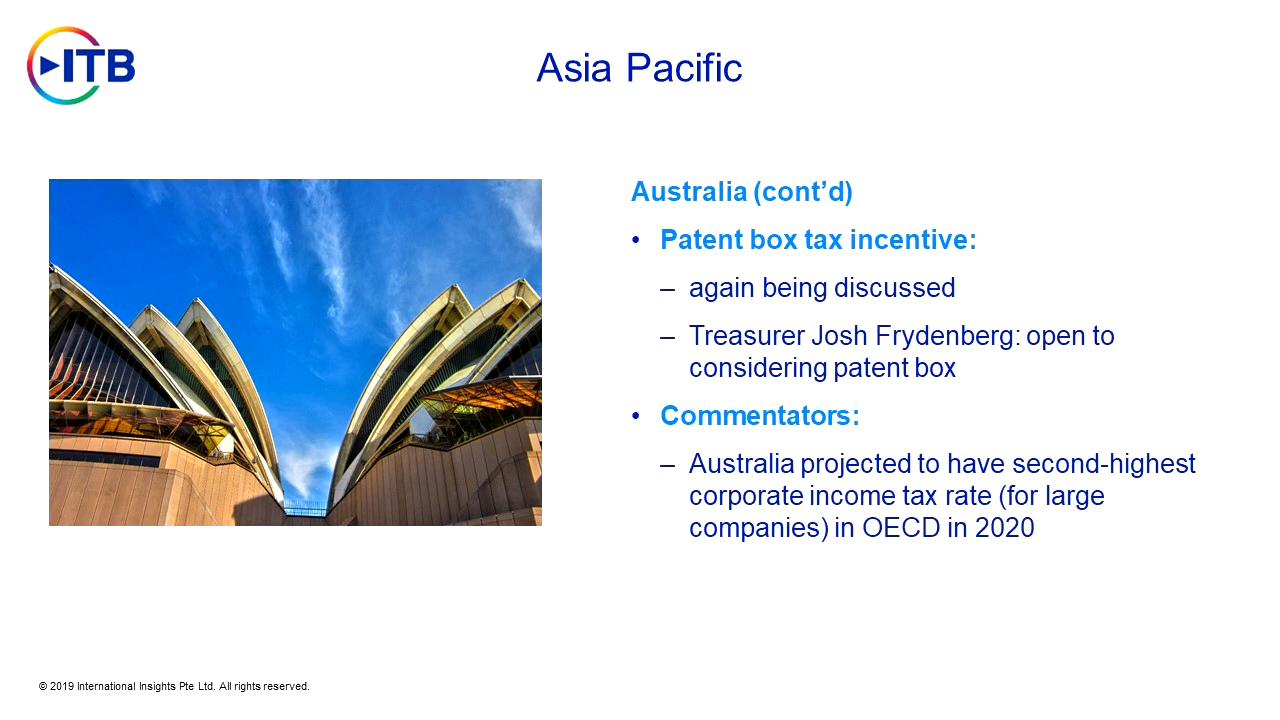 ITB
Asia Pacific
Australia (cont’d)
• Patent box tax incentive:
– again being discussed
– Treasurer Josh Frydenberg: open to
considering patent box
• Commentators:
– Australia projected to have second-highest
corporate income tax rate (for large
companies) in OECD in 2020
© 2019 International Insights Pte Ltd. All rights reserved.